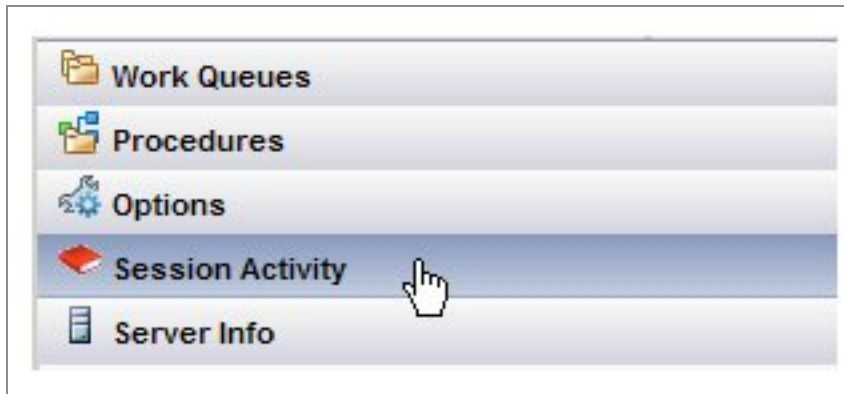 Work Queues
Procedures
Options
Session Activity
Server Info